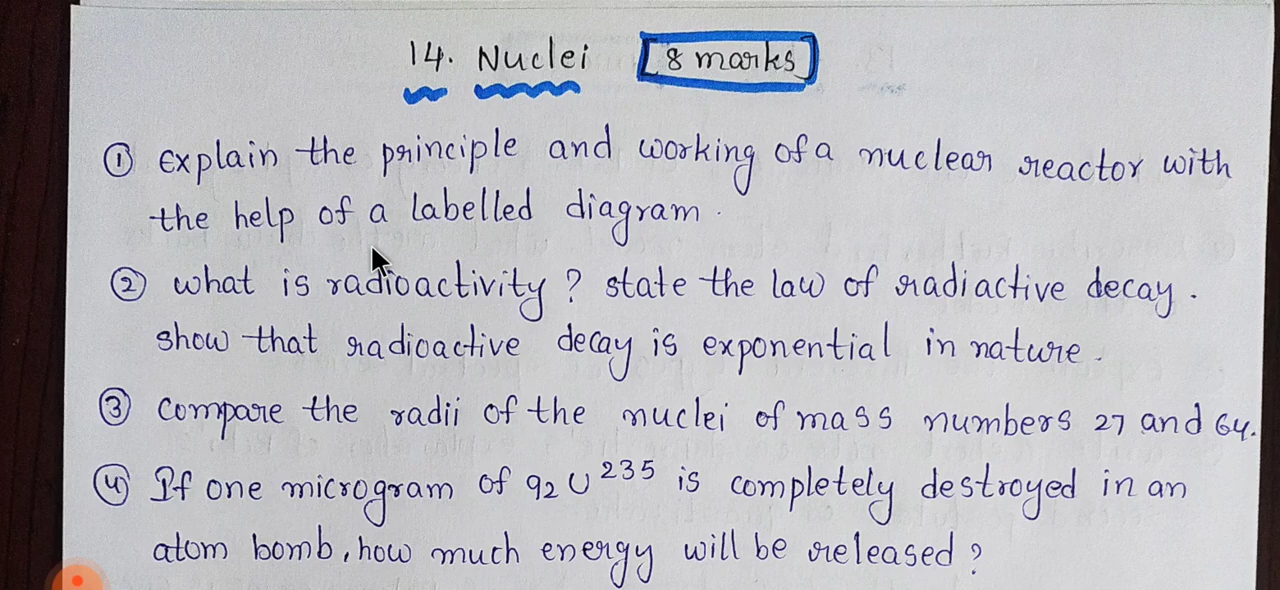 14. Nuclei [8 marks]
① Explain the principle and working of a nuclear reactor with
the help of a labelled diagram.
② what is radioactivity? state the law of radiactive decay.
show that radioactive decay is exponential in nature.
③ compare the radii of the nuclei of mass numbers 27 and 64.
④ If one microgram of 92 U 235 is completely destroyed in an
atom bomb, how much energy will be released?